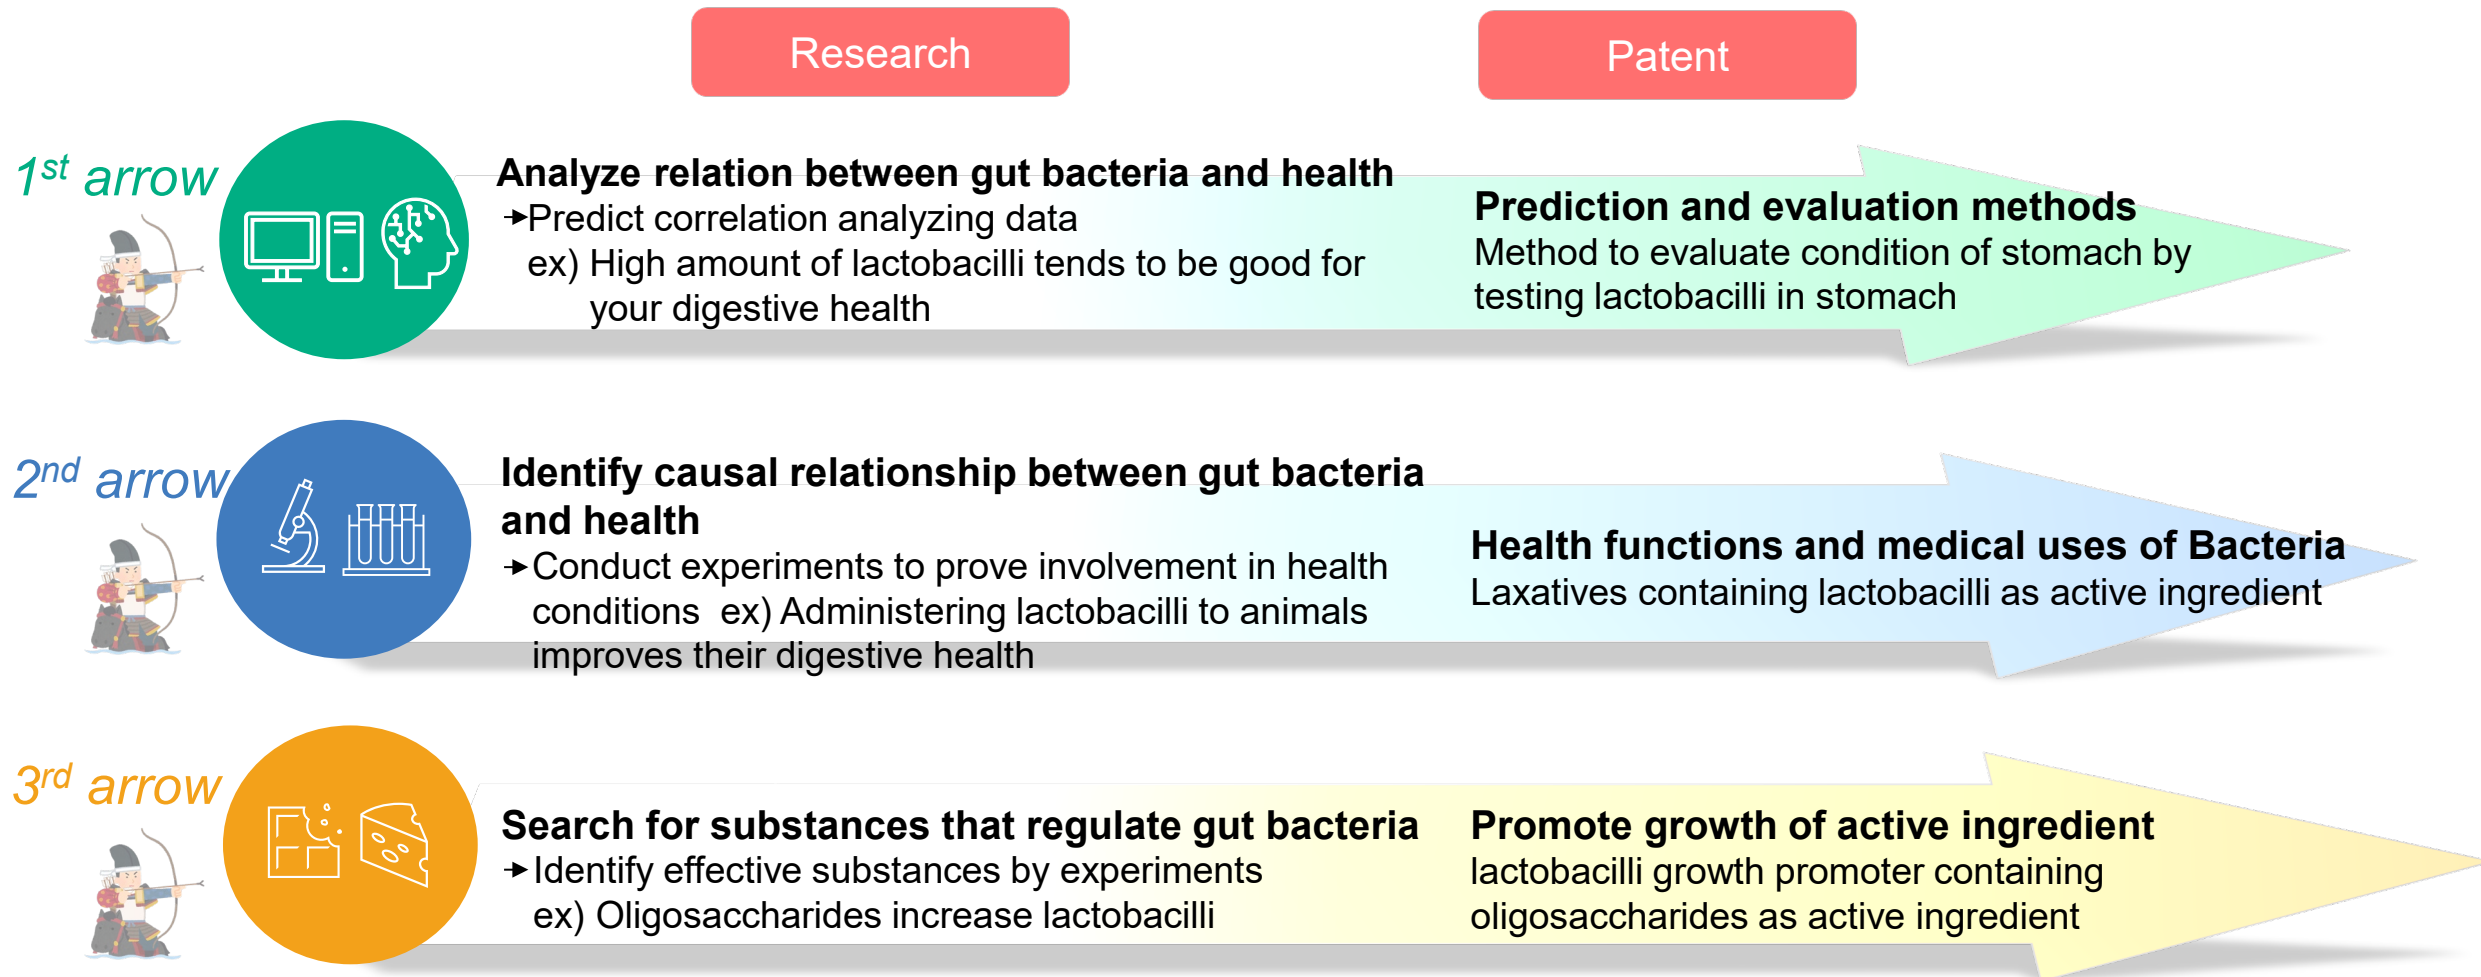 Research
Patent
1st arrow
Analyze relation between gut bacteria and health
→Predict correlation analyzing data
ex) High amount of lactobacilli tends to be good for
your digestive health
Prediction and evaluation methods
Method to evaluate condition of stomach by
testing lactobacilli in stomach
2nd arrow
Identify causal relationship between gut bacteria
and health
→Conduct experiments to prove involvement in health
conditions ex) Administering lactobacilli to animals
improves their digestive health
Health functions and medical uses of Bacteria
Laxatives containing lactobacilli as active ingredient
3rd arrow
Search for substances that regulate gut bacteria
→Identify effective substances by experiments
ex) Oligosaccharides increase lactobacilli
Promote growth of active ingredient
lactobacilli growth promoter containing
oligosaccharides as active ingredient